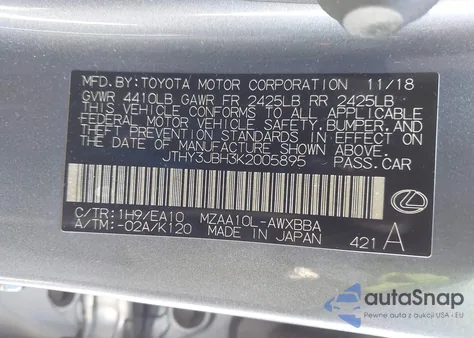 MFD. BY: TOYOTA MOTOR CORPORATION 11/18
GVWR 4410LB GAWR FR 2425LB RR 2425LB
THIS VEHICLE CONFORMS TO ALL APPLICABLE
FEDERAL MOTOR VEHICLE SAFETY, BUMPER, AND
THEFT PREVENTION STANDARDS IN EFFECT ON
THE DATE OF MANUFACTURE SHOWN ABOVE.
JTHY3JBH3K2005895 PASS.CAR
C/TR: 1H9/EA10 MZAA10L-AWXBBA
A/TM: -02A/K120 MADE IN JAPAN 421 A
autoSnap
Pewne auta z aukcji USA i EU